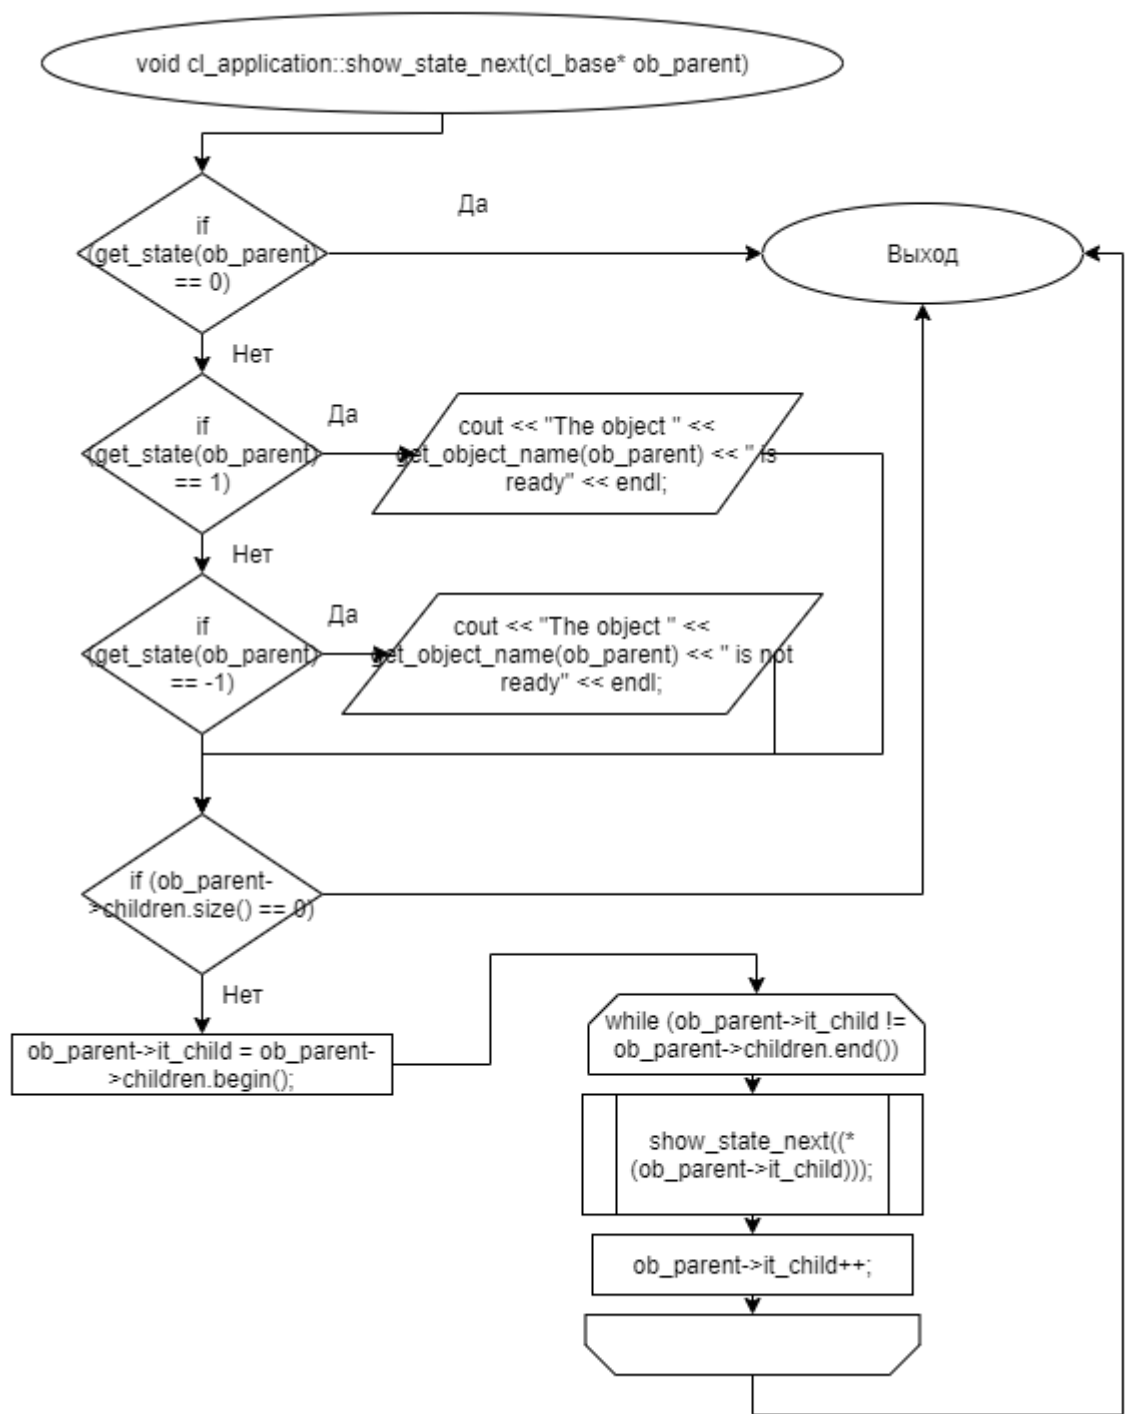 void cl_application::show_state_next(cl_base* ob_parent)
Да
if
(get_state(ob_parent)
== 0)
Выход
Нет
if
(get_state(ob_parent)
== 1)
Да
cout << "The object " <<
get_object_name(ob_parent) << " is
ready" << endl;
Нет
if
(get_state(ob_parent)
== -1)
Да
cout << "The object " <<
get_object_name(ob_parent) << " is not
ready" << endl;
if (ob_parent-
>children.size() == 0)
Нет
ob_parent->it_child = ob_parent-
>children.begin();
while (ob_parent->it_child !=
ob_parent->children.end())
show_state_next((*
(ob_parent->it_child)));
ob_parent->it_child++;